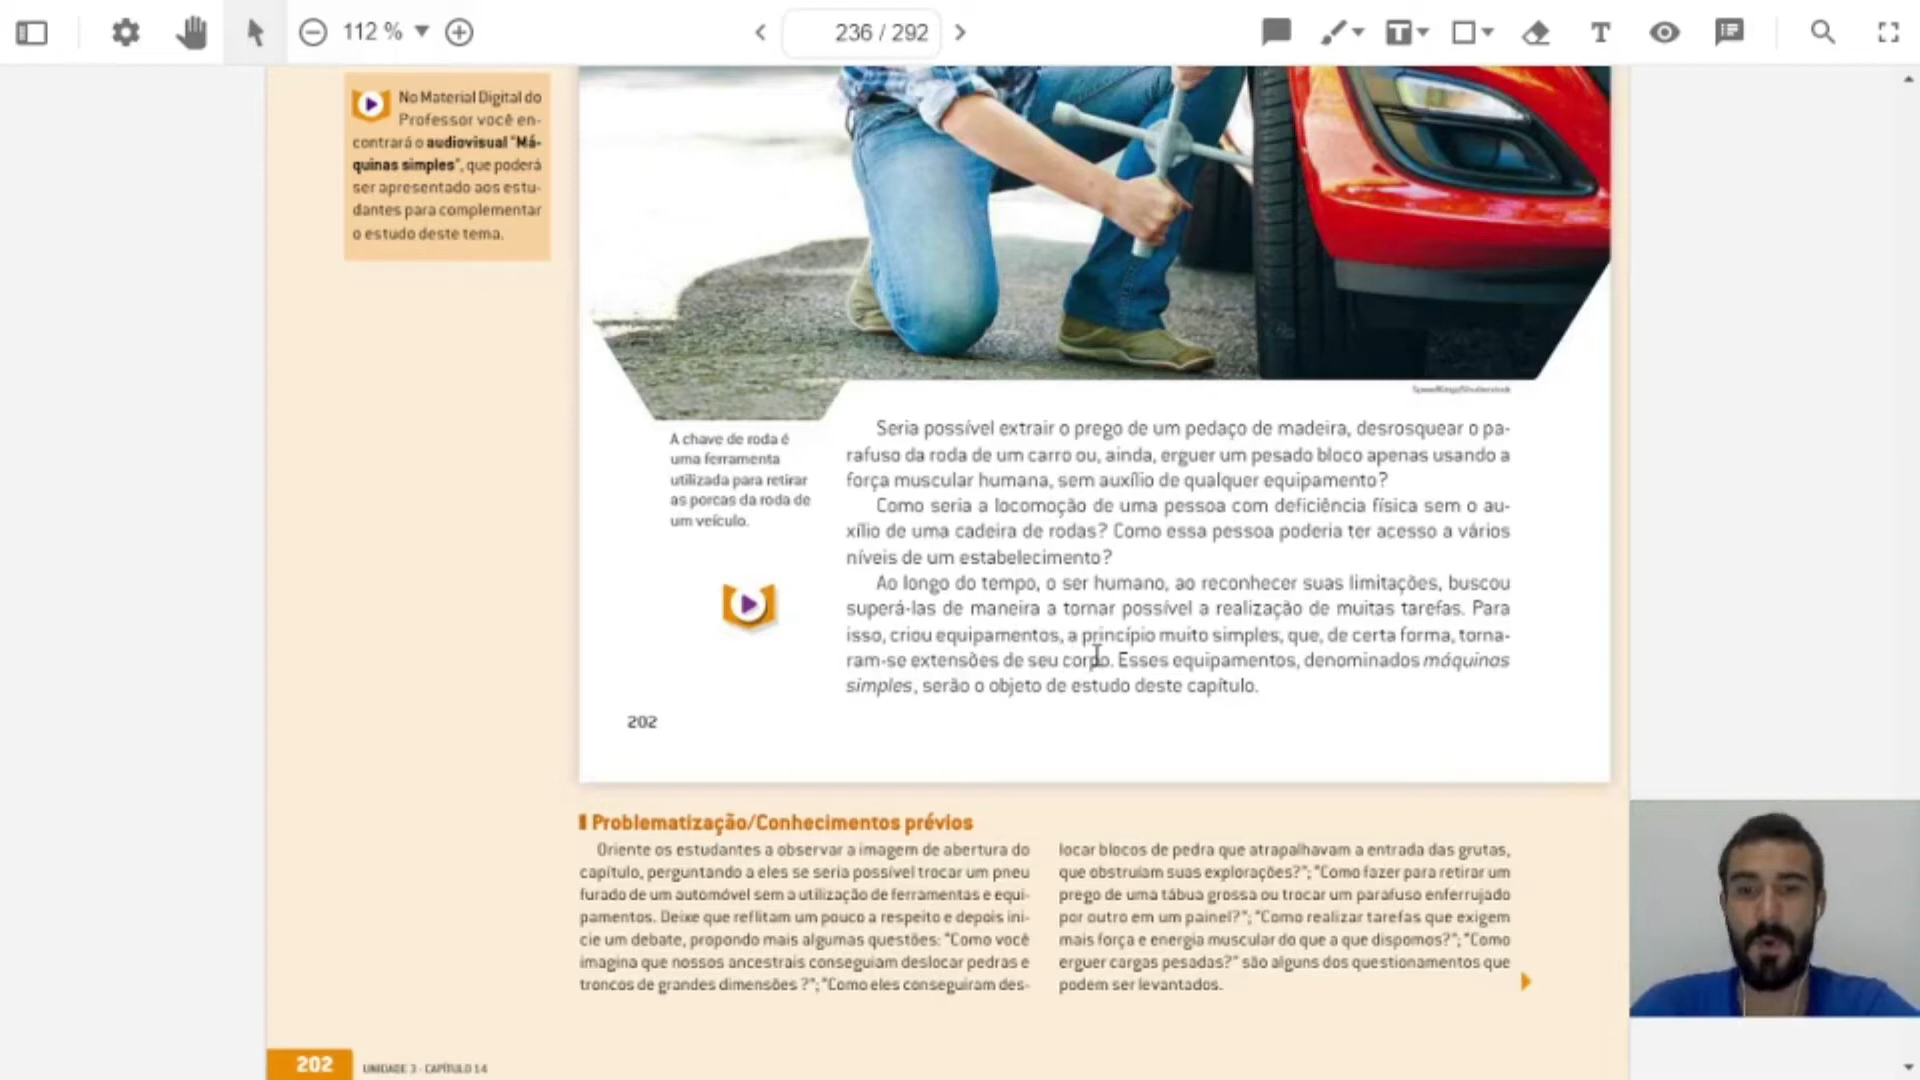 112 %
236 / 292
No Material Digital do
Professor você en-
contrará o audiovisual "Má-
quinas simples", que poderá
ser apresentado aos estu-
dantes para complementar
o estudo deste tema.
A chave de roda é
uma ferramenta
utilizada para retirar
as porcas da roda de
um veículo.
Seria possível extrair o prego de um pedaço de madeira, desrosquear o pa-
rafuso da roda de um carro ou, ainda, erguer um pesado bloco apenas usando a
força muscular humana, sem auxílio de qualquer equipamento?
Como seria a locomoção de uma pessoa com deficiência física sem o au-
xílio de uma cadeira de rodas? Como essa pessoa poderia ter acesso a vários
níveis de um estabelecimento?
Ao longo do tempo, o ser humano, ao reconhecer suas limitações, buscou
superá-las de maneira a tornar possível a realização de muitas tarefas. Para
isso, criou equipamentos, a princípio muito simples, que, de certa forma, torna-
ram-se extensões de seu corpo. Esses equipamentos, denominados máquinas
simples, serão o objeto de estudo deste capítulo.
202
Problematização/Conhecimentos prévios
Oriente os estudantes a observar a imagem de abertura do
capítulo, perguntando a eles se seria possível trocar um pneu
furado de um automóvel sem a utilização de ferramentas e equi-
pamentos. Deixe que reflitam um pouco a respeito e depois ini-
cie um debate, propondo mais algumas questões: "Como você
imagina que nossos ancestrais conseguiam deslocar pedras e
troncos de grandes dimensões ?"; "Como eles conseguiram des-
locar blocos de pedra que atrapalhavam a entrada das grutas,
que obstruíam suas explorações?"; "Como fazer para retirar um
prego de uma tábua grossa ou trocar um parafuso enferrujado
por outro em um painel?"; "Como realizar tarefas que exigem
mais força e energia muscular do que a que dispomos?"; "Como
erguer cargas pesadas?" são alguns dos questionamentos que
podem ser levantados.
202
UNIDADE 3 - CAPÍTULO 14